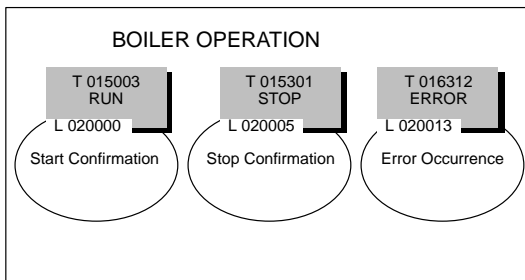 BOILER OPERATION
T 015003
RUN
T 015301
STOP
T 016312
ERROR
L 020000
L 020005
L 020013
Start Confirmation
Stop Confirmation
Error Occurrence